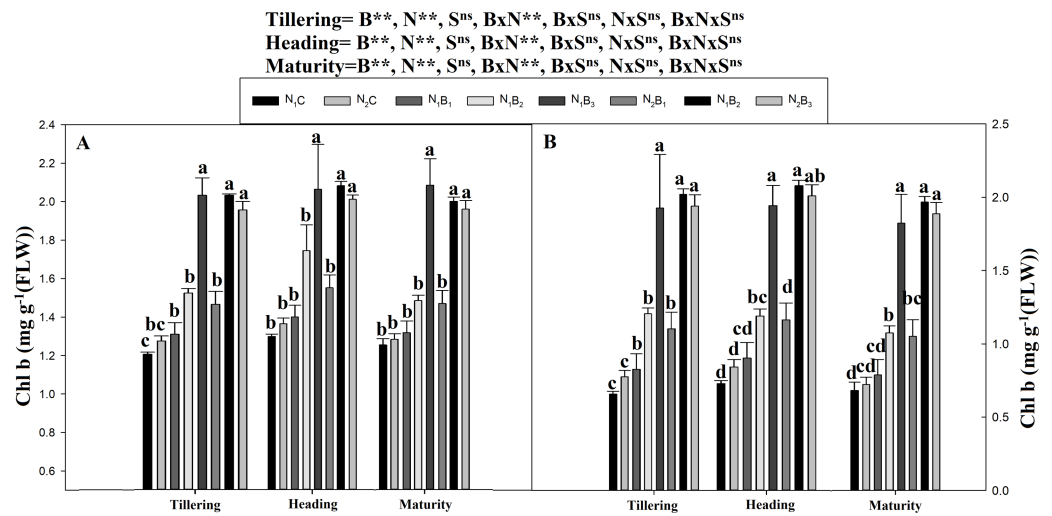 Tillering= B**, N**, Sⁿˢ, BxN**, BxSⁿˢ, NxSⁿˢ, BxNxSⁿˢ
Heading= B**, N**, Sⁿˢ, BxN**, BxSⁿˢ, NxSⁿˢ, BxNxSⁿˢ
Maturity=B**, N**, Sⁿˢ, BxN**, BxSⁿˢ, NxSⁿˢ, BxNxSⁿˢ
N₁C N₂C N₁B₁ N₁B₂ N₁B₃ N₂B₁ N₁B₂ N₂B₃
A
Chl b (mg g⁻¹(FLW))
2.4
2.2
2.0
1.8
1.6
1.4
1.2
1.0
0.8
0.6
c bc b b a b a a
b b b b a b a a
b b b b a b a a
Tillering Heading Maturity
B
c c b b a b a a
d d cd bc a d a ab
d cd cd b a bc a a
Tillering Heading Maturity
2.5
2.0
1.5
1.0
0.5
0.0
Chl b (mg g⁻¹(FLW))